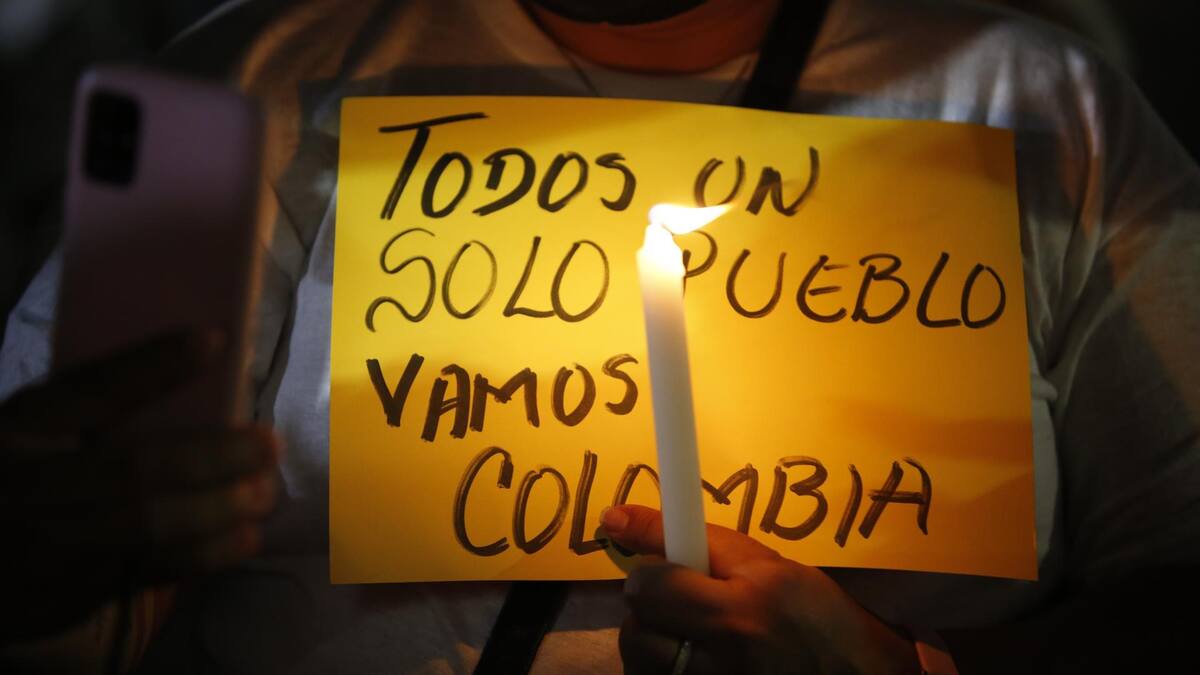 TODOS UN
SOLO PUEBLO
VAMOS
COLOMBIA